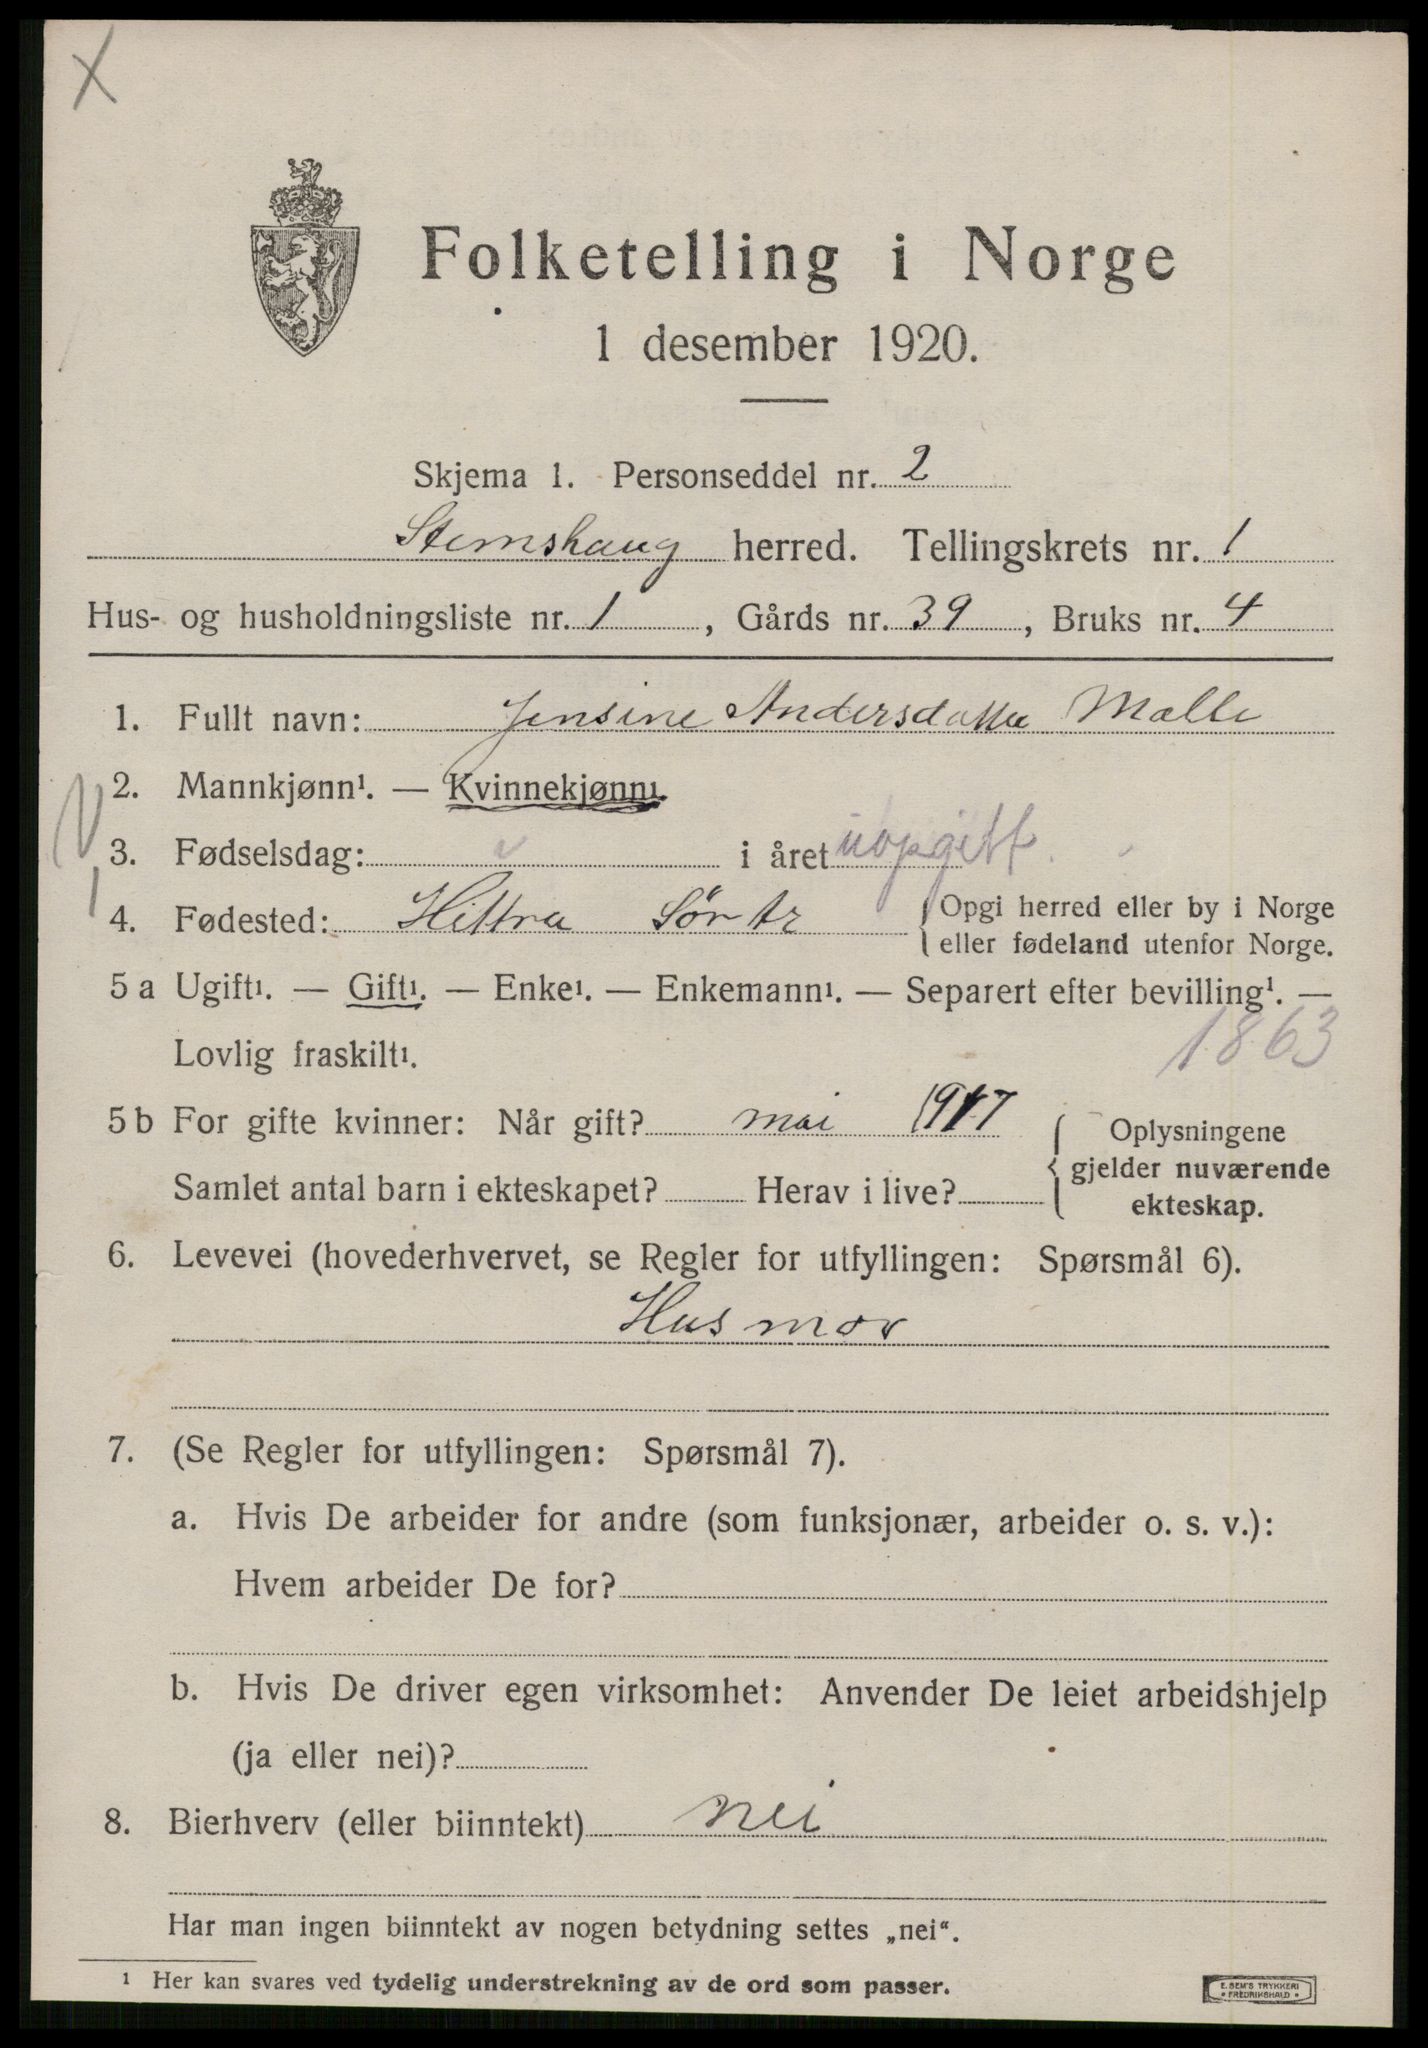 X
Folketelling i Norge
1 desember 1920.
Skjema 1. Personseddel nr. 2
Stemshaug herred. Tellingskrets nr. 1
Hus- og husholdningsliste nr. 1, Gårds nr. 39, Bruks nr. 4
1. Fullt navn: Jensine Andersdatter Malle
2. Mannkjønn¹. — Kvinnekjønn¹.
3. Fødselsdag: i året uopgitt.
4. Fødested: Hittra Sør Tr {Opgi herred eller by i Norge
eller fødeland utenfor Norge.
5 a Ugift¹. — Gift¹. — Enke¹. — Enkemann¹. — Separert efter bevilling¹. —
Lovlig fraskilt¹.
1863
5 b For gifte kvinner: Når gift? mai 1917
Samlet antal barn i ekteskapet? Herav i live?
{Oplysningene
gjelder nuværende
ekteskap.
6. Levevei (hovederhvervet, se Regler for utfyllingen: Spørsmål 6).
Husmor
7. (Se Regler for utfyllingen: Spørsmål 7).
a. Hvis De arbeider for andre (som funksjonær, arbeider o. s. v.):
Hvem arbeider De for?
b. Hvis De driver egen virksomhet: Anvender De leiet arbeidshjelp
(ja eller nei)?
8. Bierhverv (eller biinntekt) nei
Har man ingen biinntekt av nogen betydning settes „nei“.
¹ Her kan svares ved tydelig understrekning av de ord som passer.
E. SEM'S TRYKKERI
• FREDRIKSHALD •